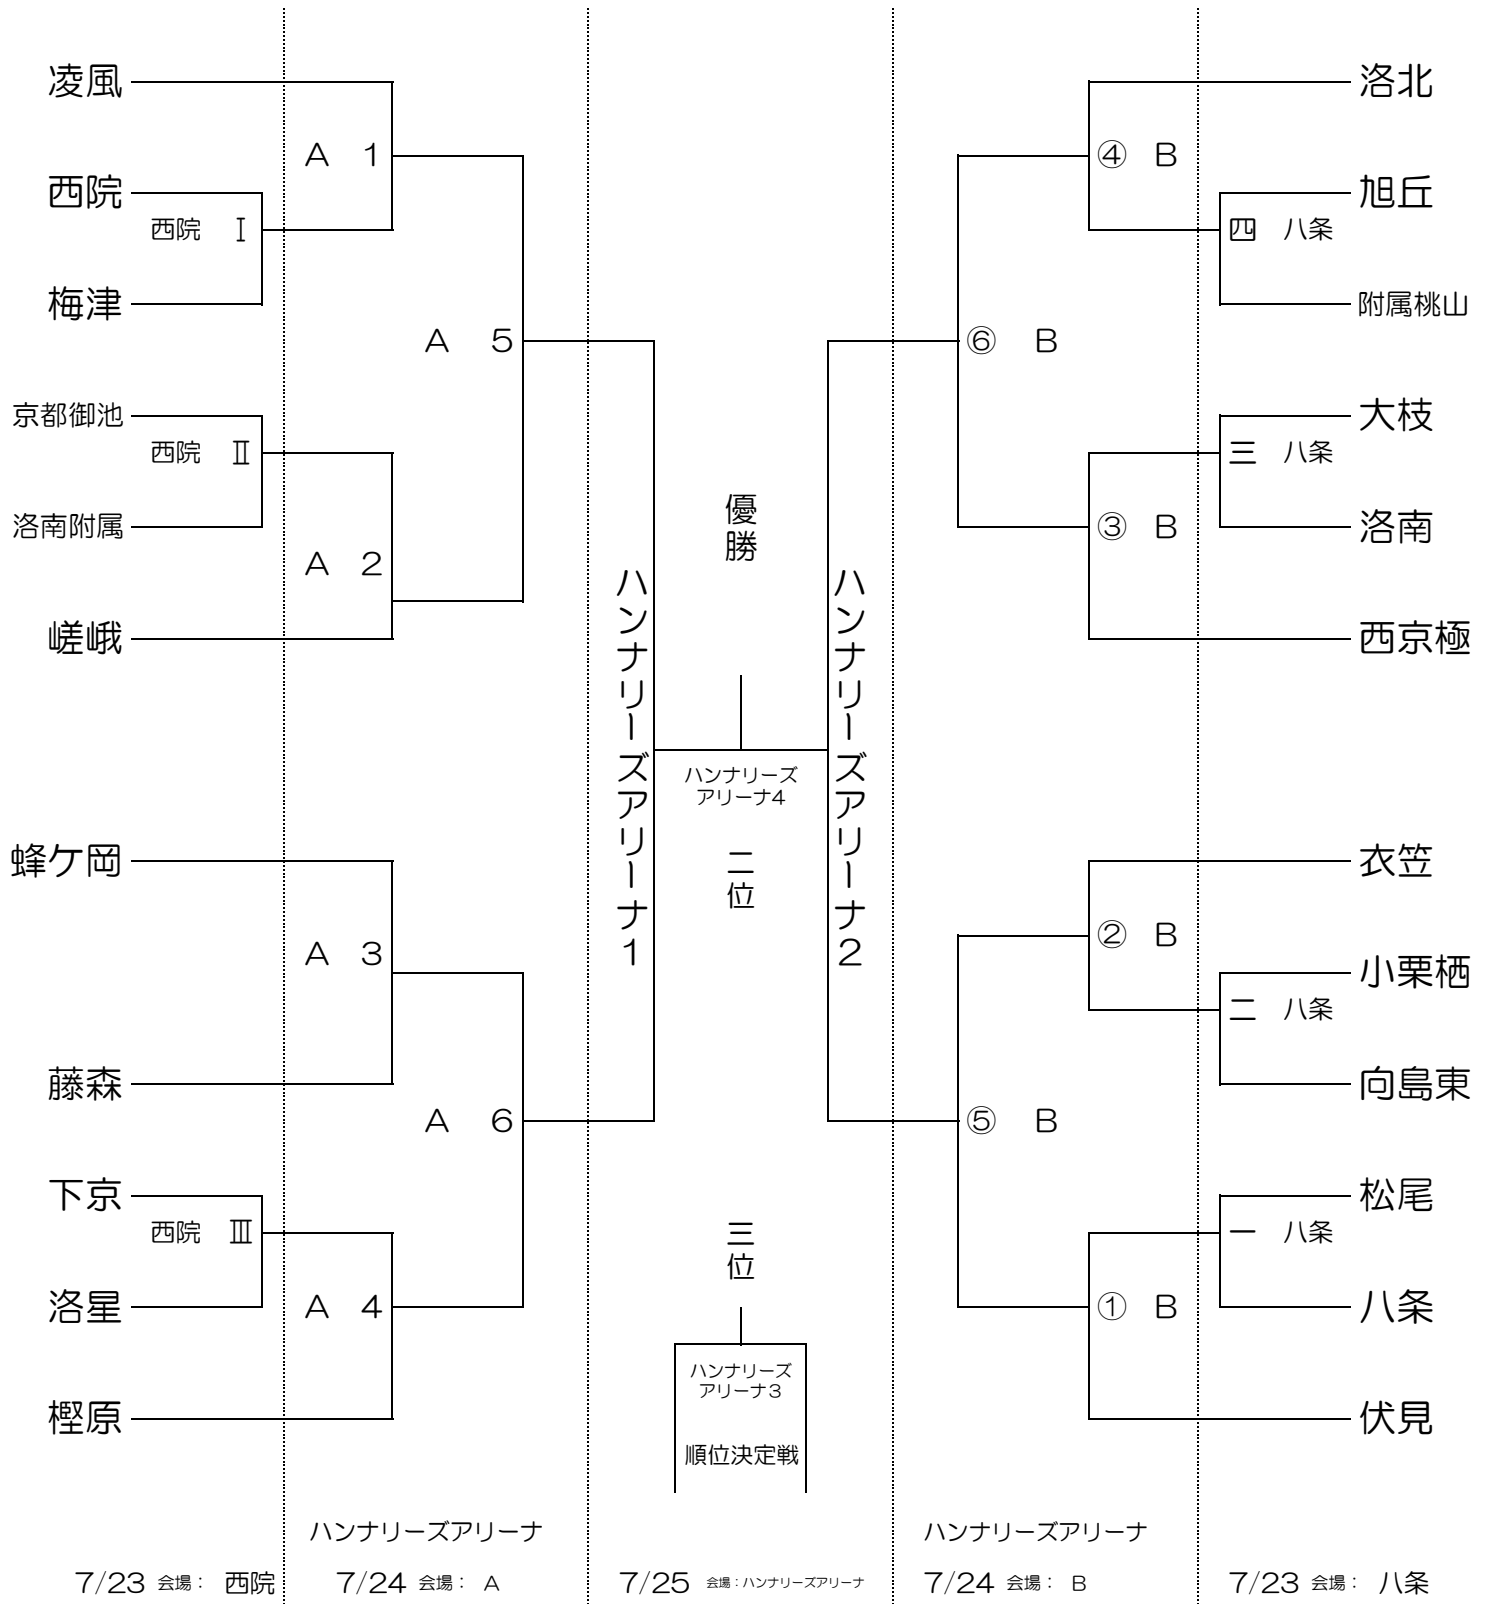 凌風
A 1
西院
西院 Ⅰ
梅津
A 5
京都御池
西院 Ⅱ
洛南附属
A 2
嵯峨
蜂ケ岡
A 3
藤森
A 6
下京
西院 Ⅲ
洛星
A 4
樫原
ハンナリーズアリーナ1
優勝
ハンナリーズ
アリーナ4
二位
三位
ハンナリーズ
アリーナ3
順位決定戦
ハンナリーズアリーナ2
洛北
④ B
旭丘
四 八条
附属桃山
⑥ B
大枝
三 八条
洛南
③ B
西京極
衣笠
② B
小栗栖
二 八条
向島東
⑤ B
松尾
一 八条
八条
① B
伏見
ハンナリーズアリーナ
ハンナリーズアリーナ
7/23 会場： 西院
7/24 会場： A
7/25 会場：ハンナリーズアリーナ
7/24 会場： B
7/23 会場： 八条